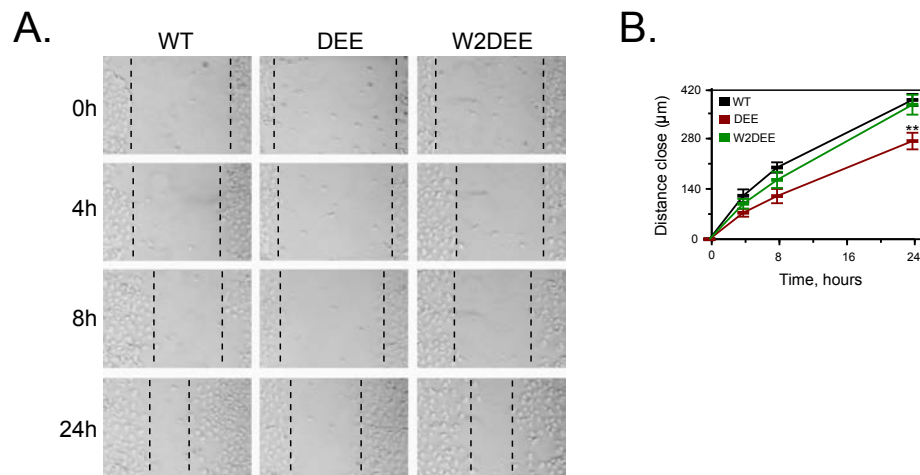 A.
WT DEE W2DEE
0h
4h
8h
24h
B.
Distance close (µm)
420
280
140
0
WT
DEE
W2DEE
**
0 8 16 24
Time, hours